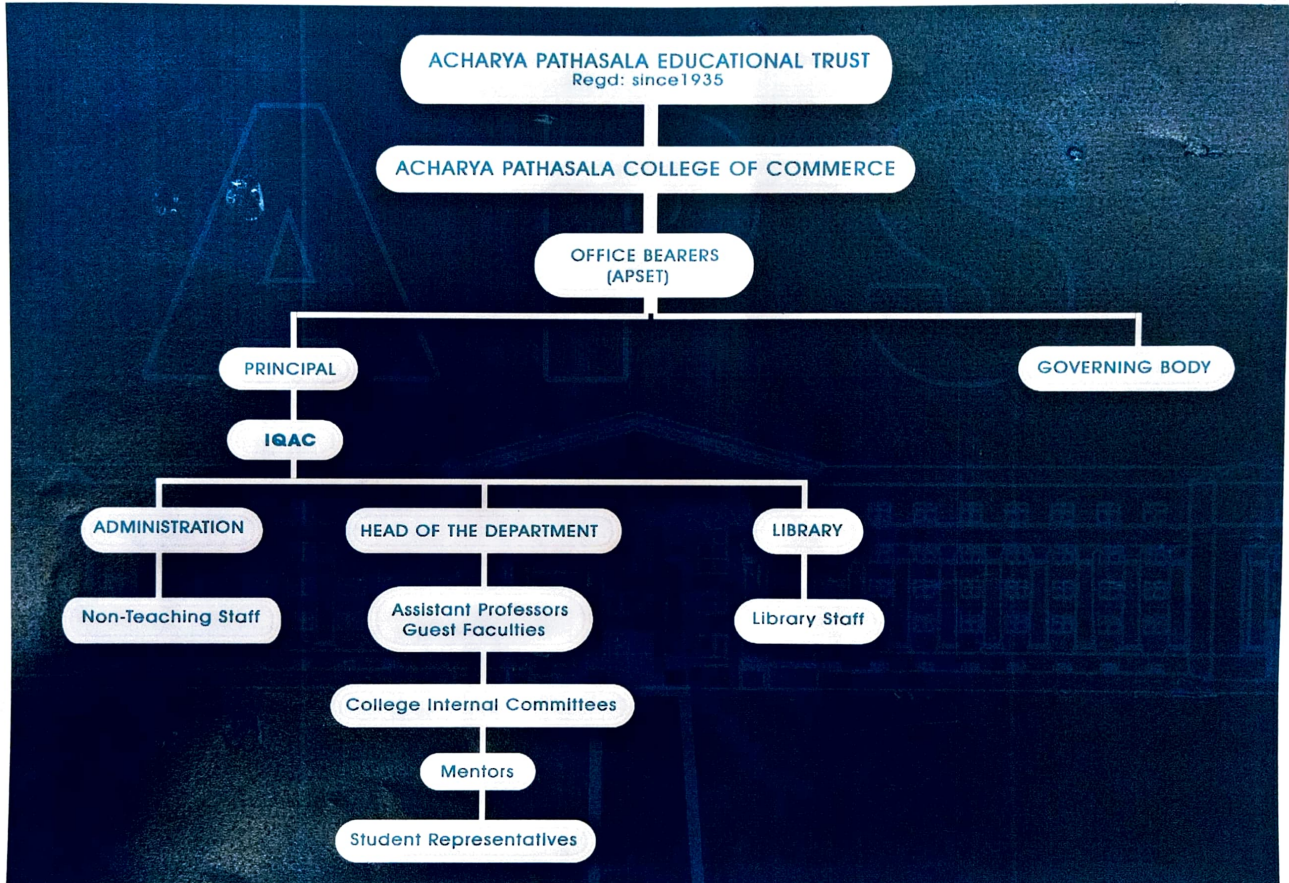 ACHARYA PATHASALA EDUCATIONAL TRUST
Regd: since1935
ACHARYA PATHASALA COLLEGE OF COMMERCE
OFFICE BEARERS
(APSET)
PRINCIPAL
GOVERNING BODY
IQAC
ADMINISTRATION
HEAD OF THE DEPARTMENT
LIBRARY
Non-Teaching Staff
Assistant Professors
Guest Faculties
Library Staff
College Internal Committees
Mentors
Student Representatives
APS